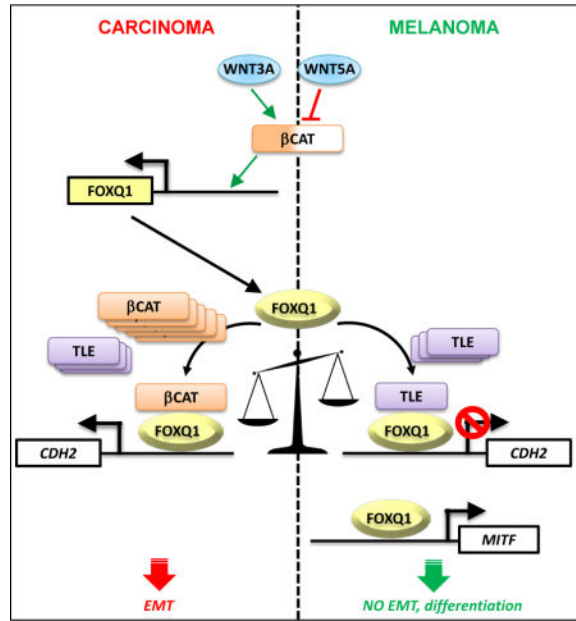 CARCINOMA
MELANOMA
WNT3A
WNT5A
βCAT
FOXQ1
FOXQ1
βCAT
TLE
TLE
βCAT
TLE
FOXQ1
FOXQ1
CDH2
CDH2
FOXQ1
MITF
EMT
NO EMT, differentiation